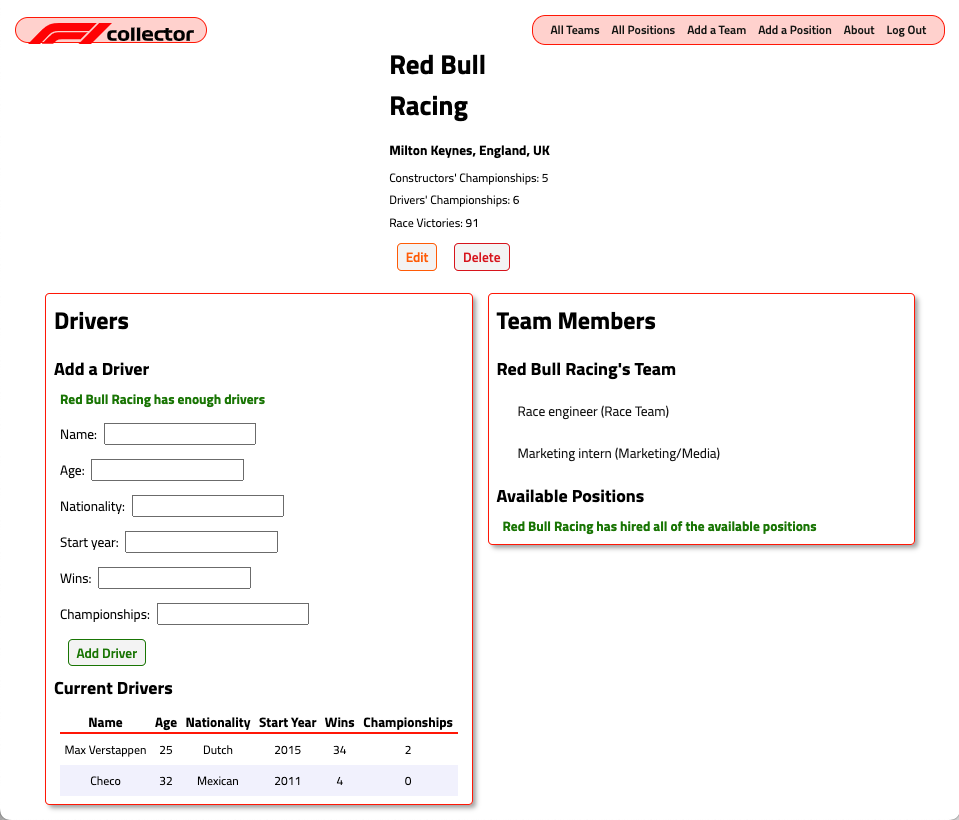 F1 collector
All Teams All Positions Add a Team Add a Position About Log Out
Red Bull
Racing
Milton Keynes, England, UK
Constructors' Championships: 5
Drivers' Championships: 6
Race Victories: 91
Edit Delete
Drivers
Add a Driver
Red Bull Racing has enough drivers
Name:
Age:
Nationality:
Start year:
Wins:
Championships:
Add Driver
Current Drivers
Name Age Nationality Start Year Wins Championships
Max Verstappen 25 Dutch 2015 34 2
Checo 32 Mexican 2011 4 0
Team Members
Red Bull Racing's Team
Race engineer (Race Team)
Marketing intern (Marketing/Media)
Available Positions
Red Bull Racing has hired all of the available positions